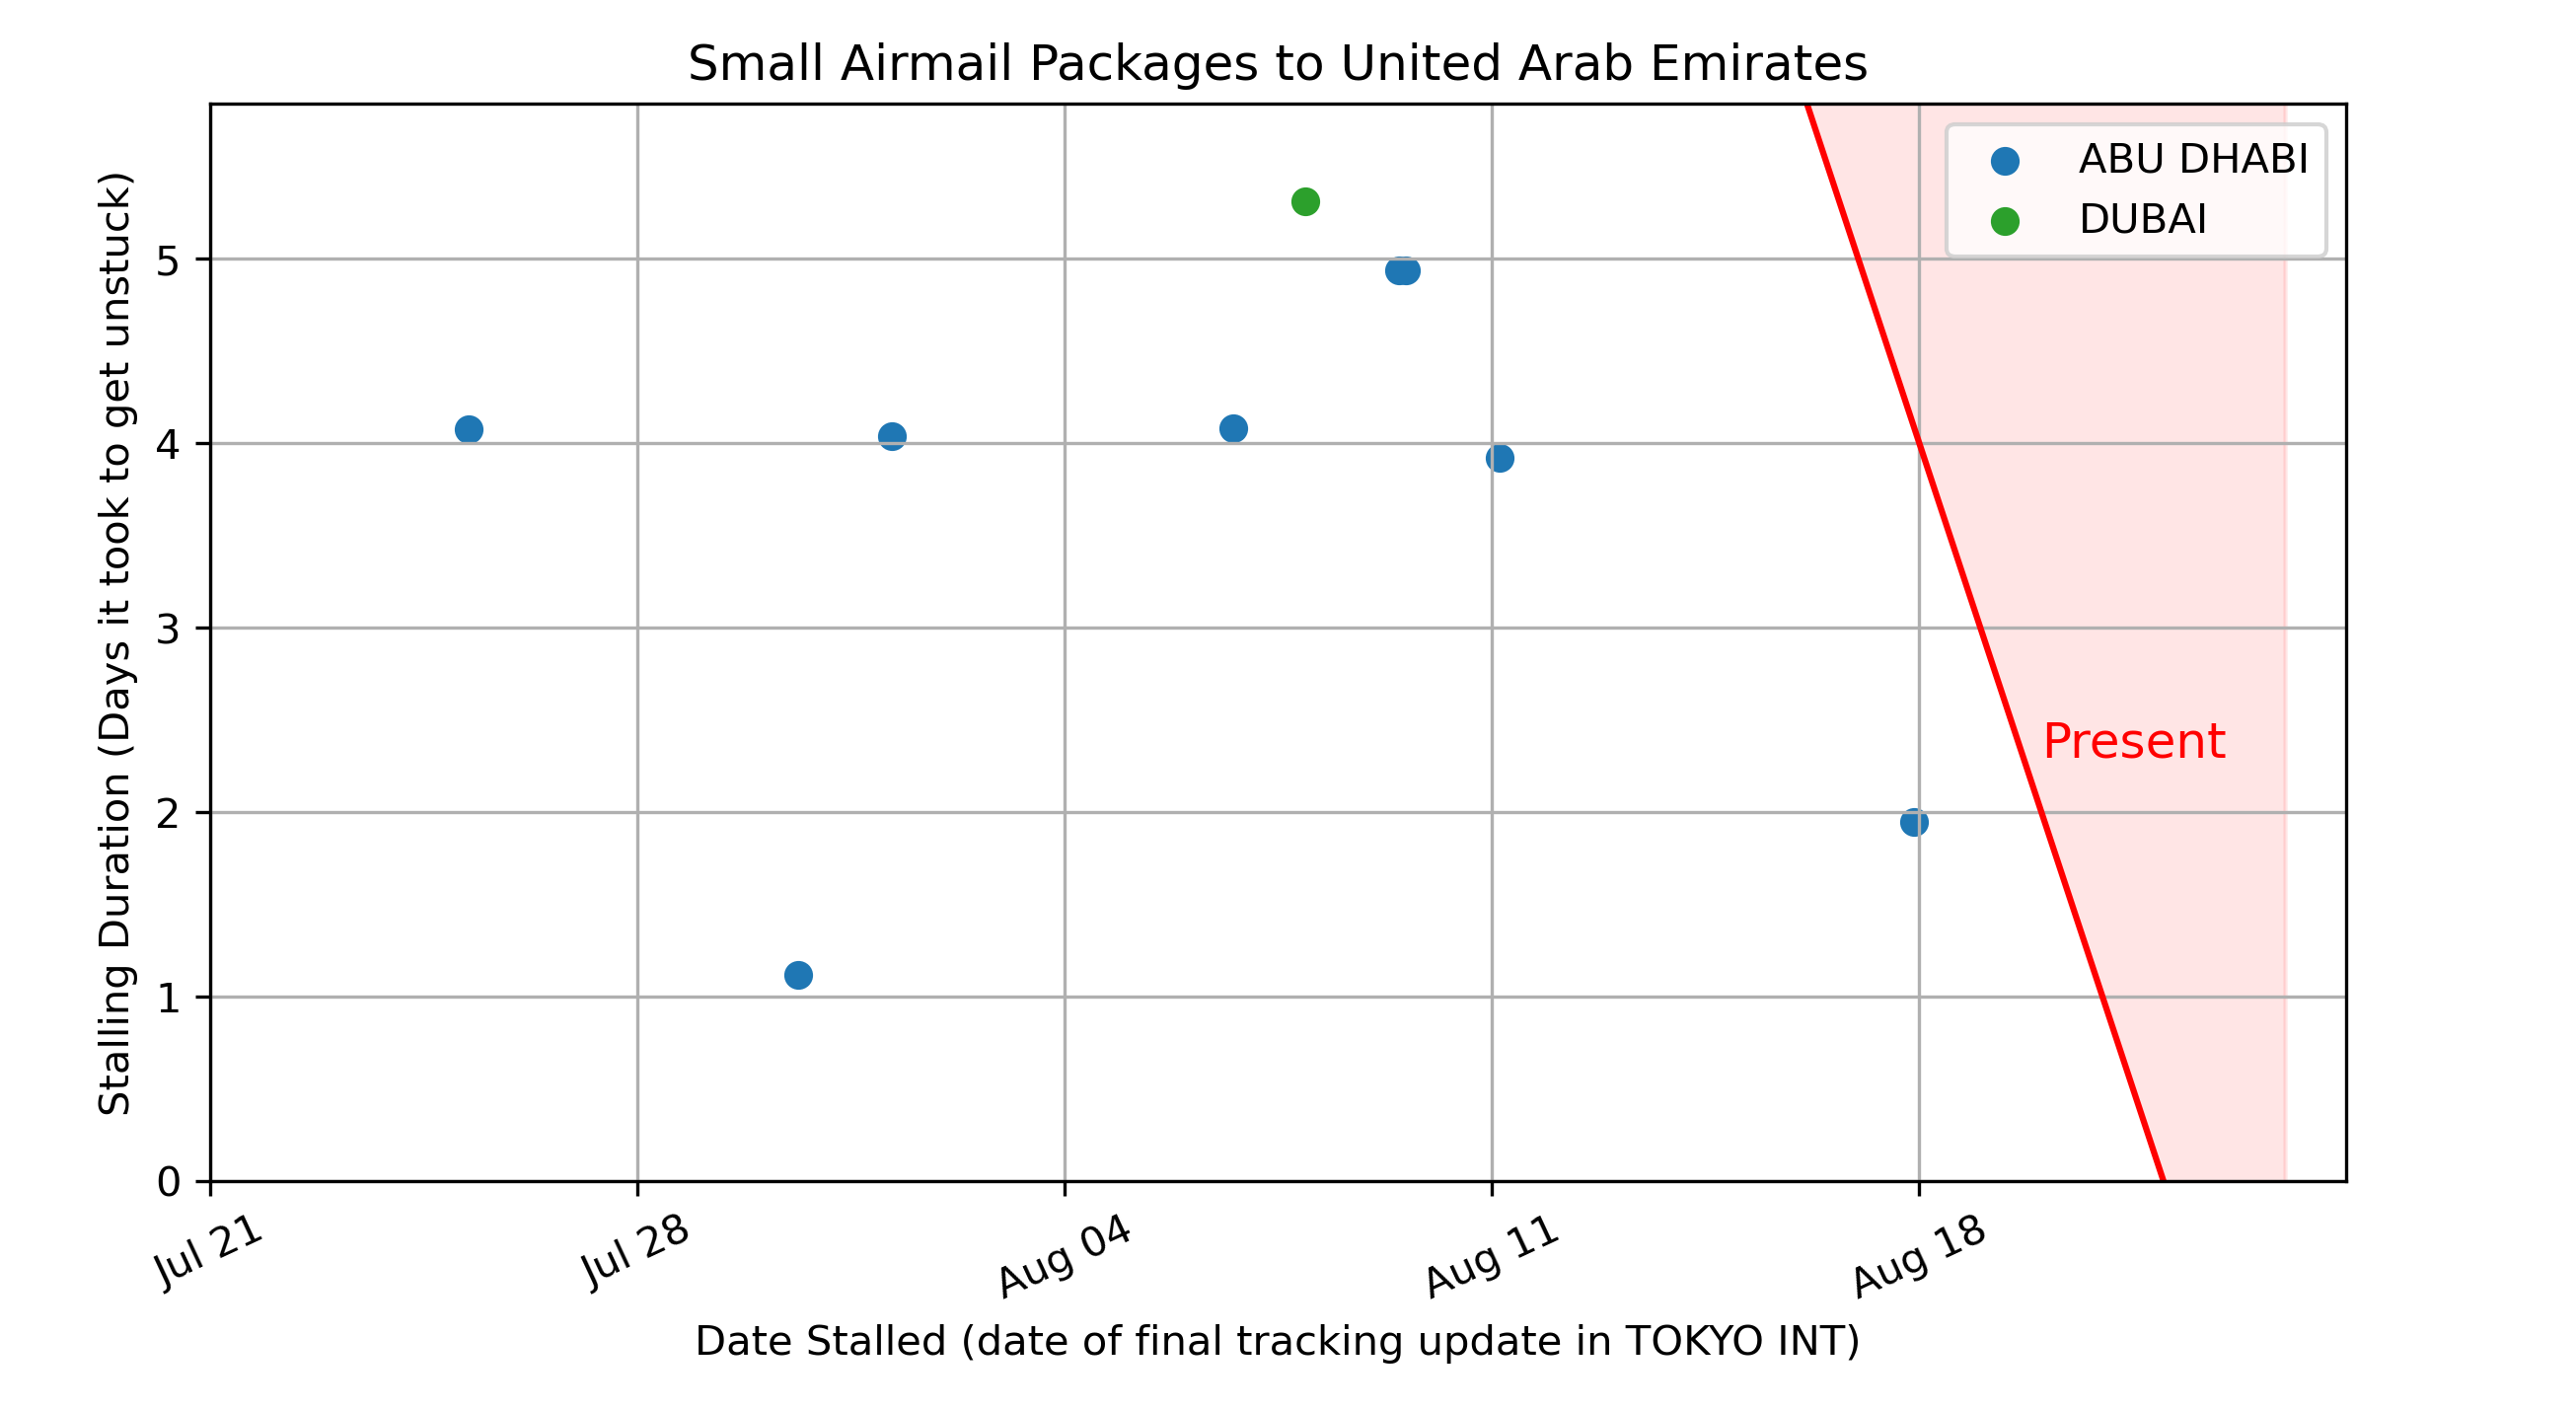 Small Airmail Packages to United Arab Emirates
ABU DHABI
DUBAI
Present
Stalling Duration (Days it took to get unstuck)
5
4
3
2
1
0
Jul 21
Jul 28
Aug 04
Aug 11
Aug 18
Date Stalled (date of final tracking update in TOKYO INT)